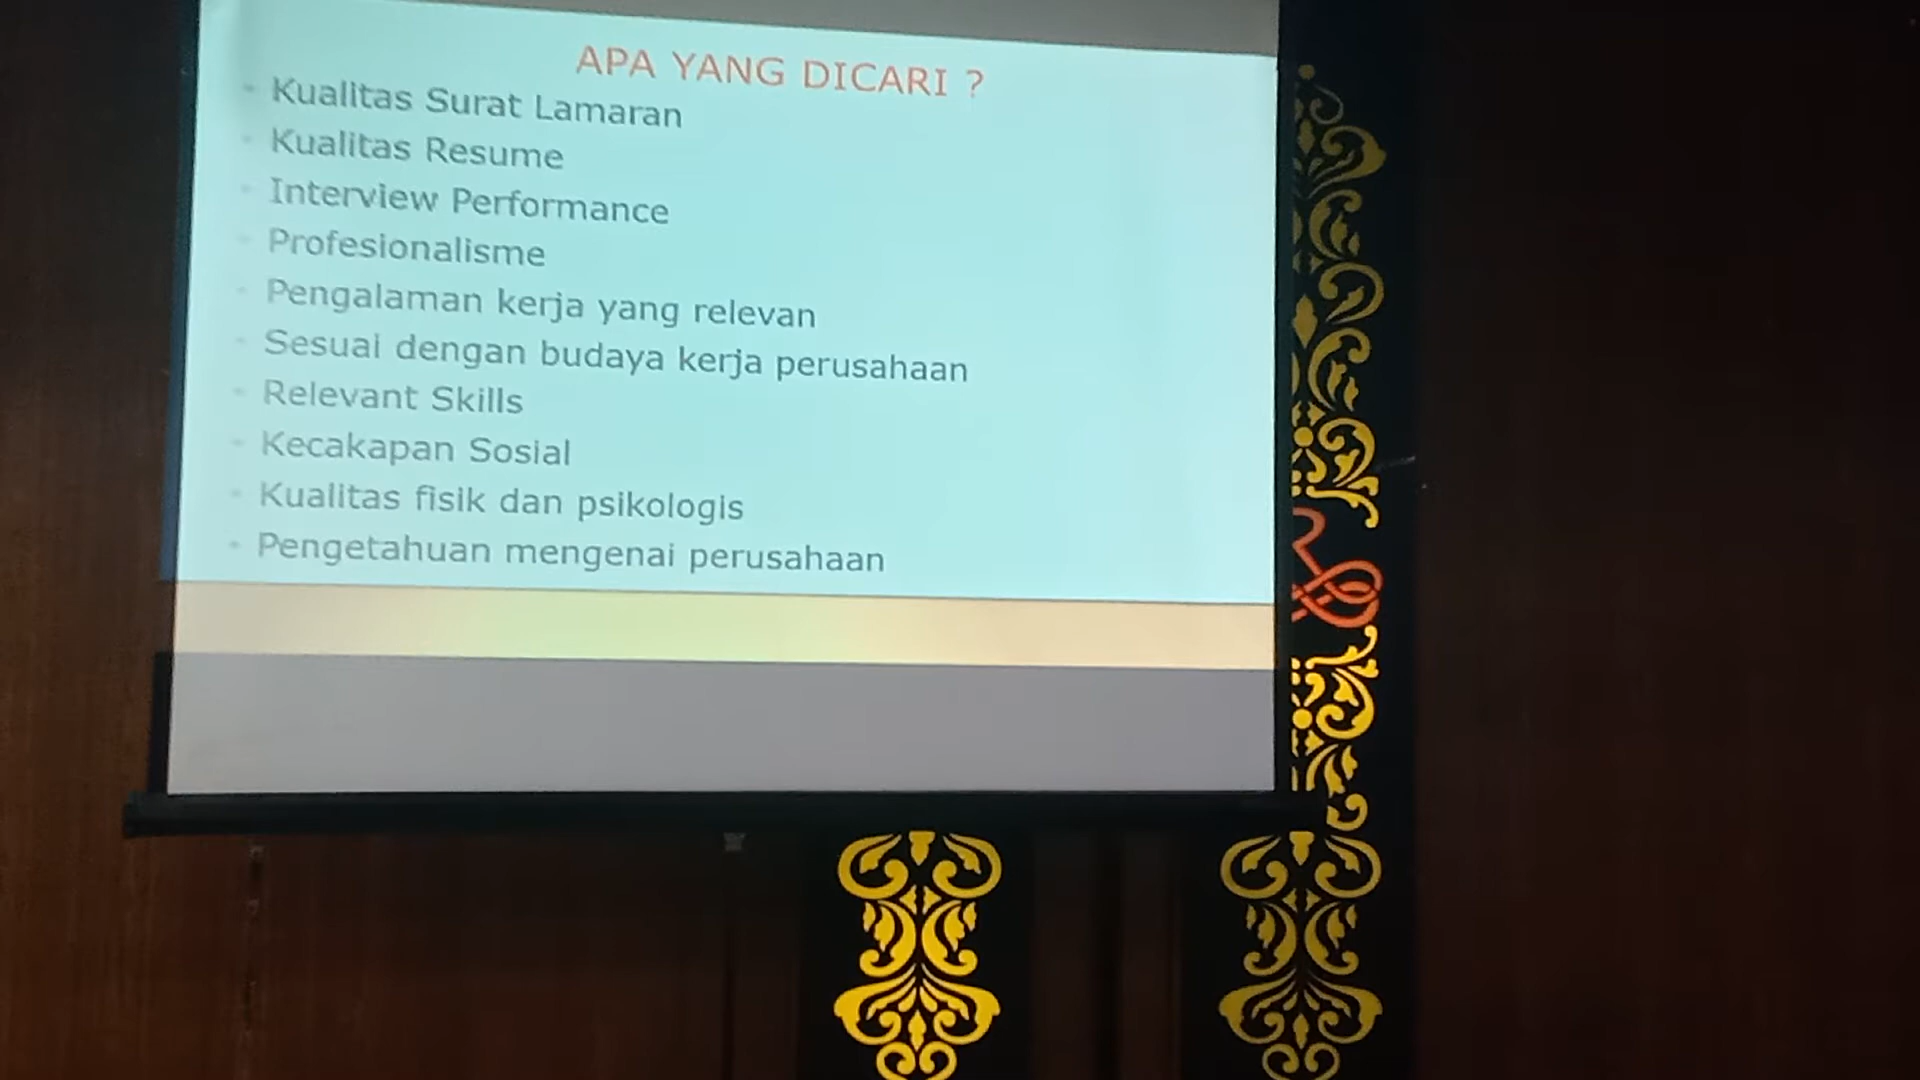 APA YANG DICARI ?
- Kualitas Surat Lamaran
- Kualitas Resume
- Interview Performance
- Profesionalisme
- Pengalaman kerja yang relevan
- Sesuai dengan budaya kerja perusahaan
- Relevant Skills
- Kecakapan Sosial
- Kualitas fisik dan psikologis
- Pengetahuan mengenai perusahaan